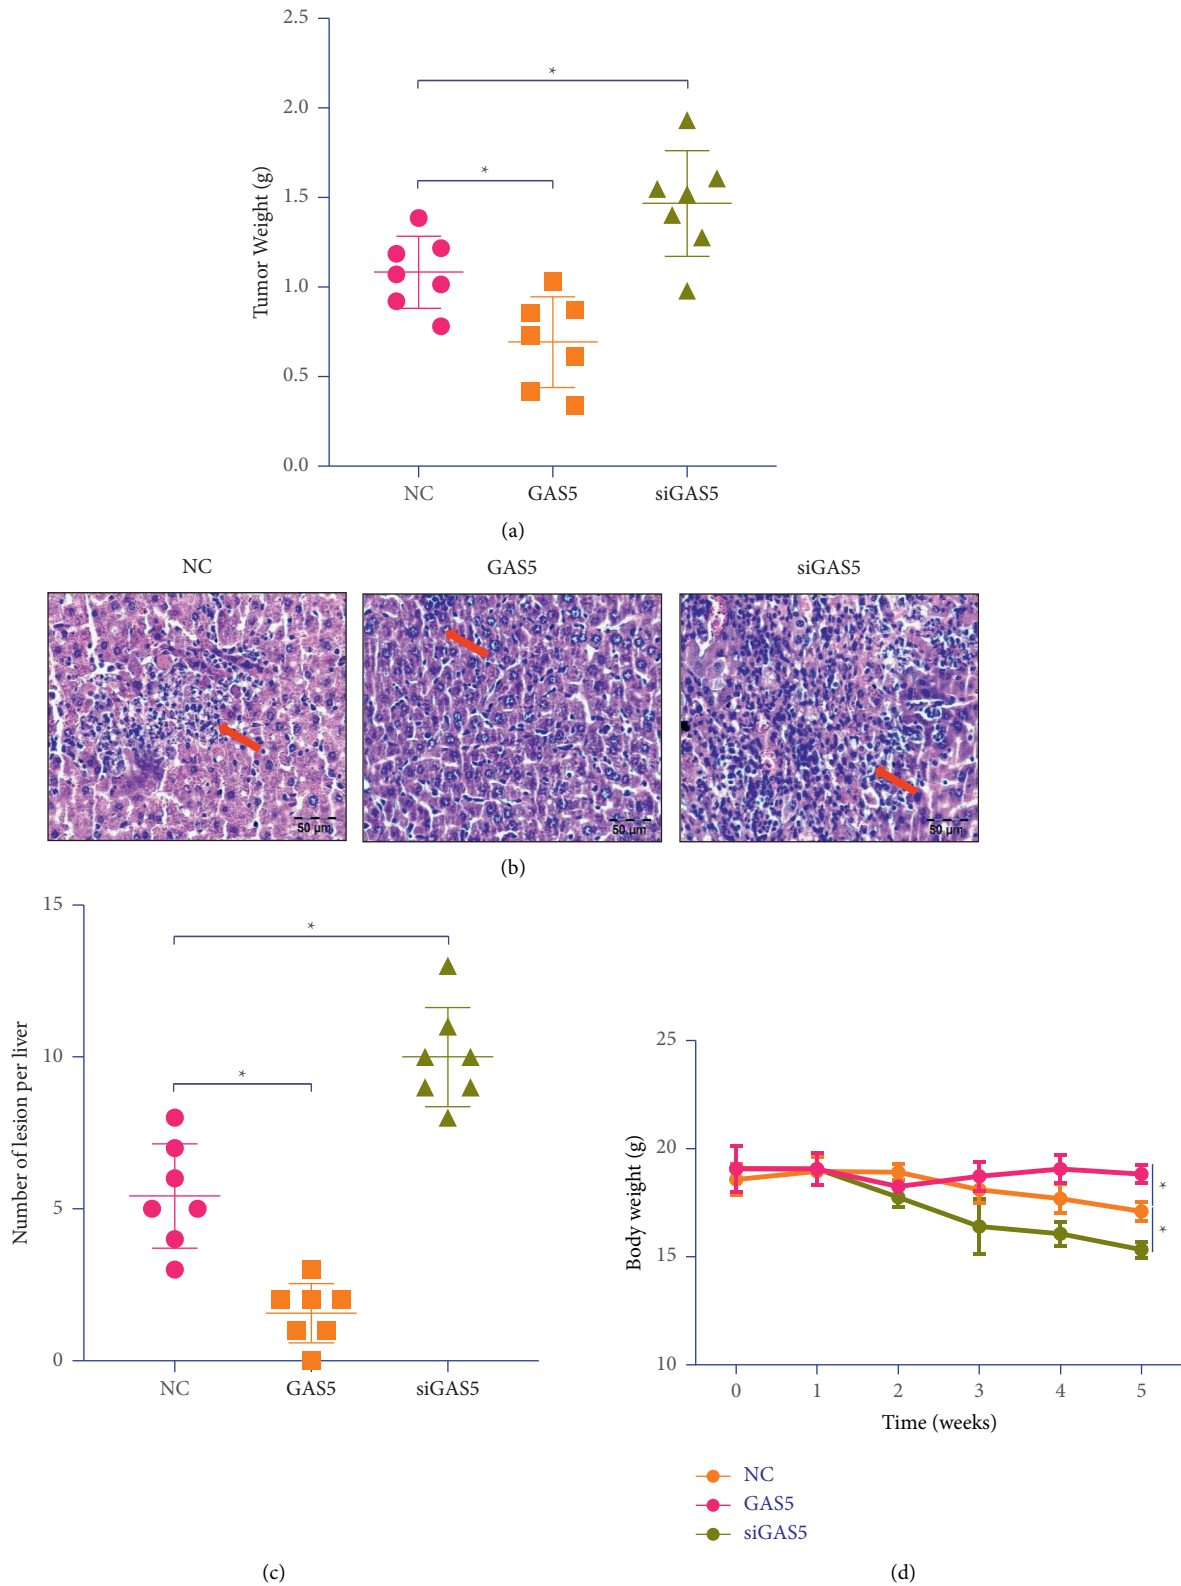 2.5
2.0
1.5
1.0
0.5
0.0
Tumor Weight (g)
*
*
NC GAS5 siGAS5
(a)
NC GAS5 siGAS5
50 μm 50 μm 50 μm
(b)
15
10
5
0
Number of lesion per liver
*
*
NC GAS5 siGAS5
(c)
25
20
15
10
Body weight (g)
*
*
0 1 2 3 4 5
Time (weeks)
NC
GAS5
siGAS5
(d)